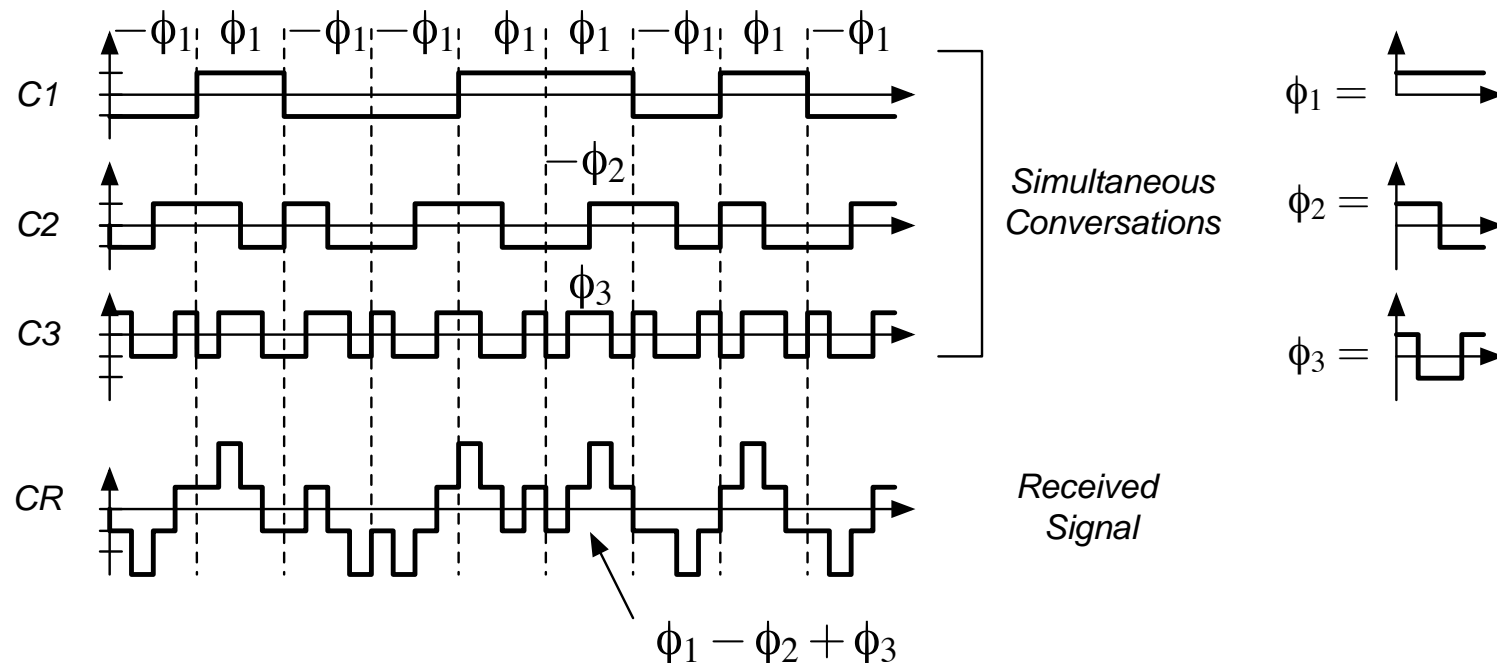 −ϕ₁ ϕ₁ −ϕ₁ −ϕ₁ ϕ₁ ϕ₁ −ϕ₁ ϕ₁ −ϕ₁
C1
ϕ₁ =
−ϕ₂
C2
Simultaneous
Conversations
ϕ₂ =
ϕ₃
C3
ϕ₃ =
CR
Received
Signal
ϕ₁ − ϕ₂ + ϕ₃